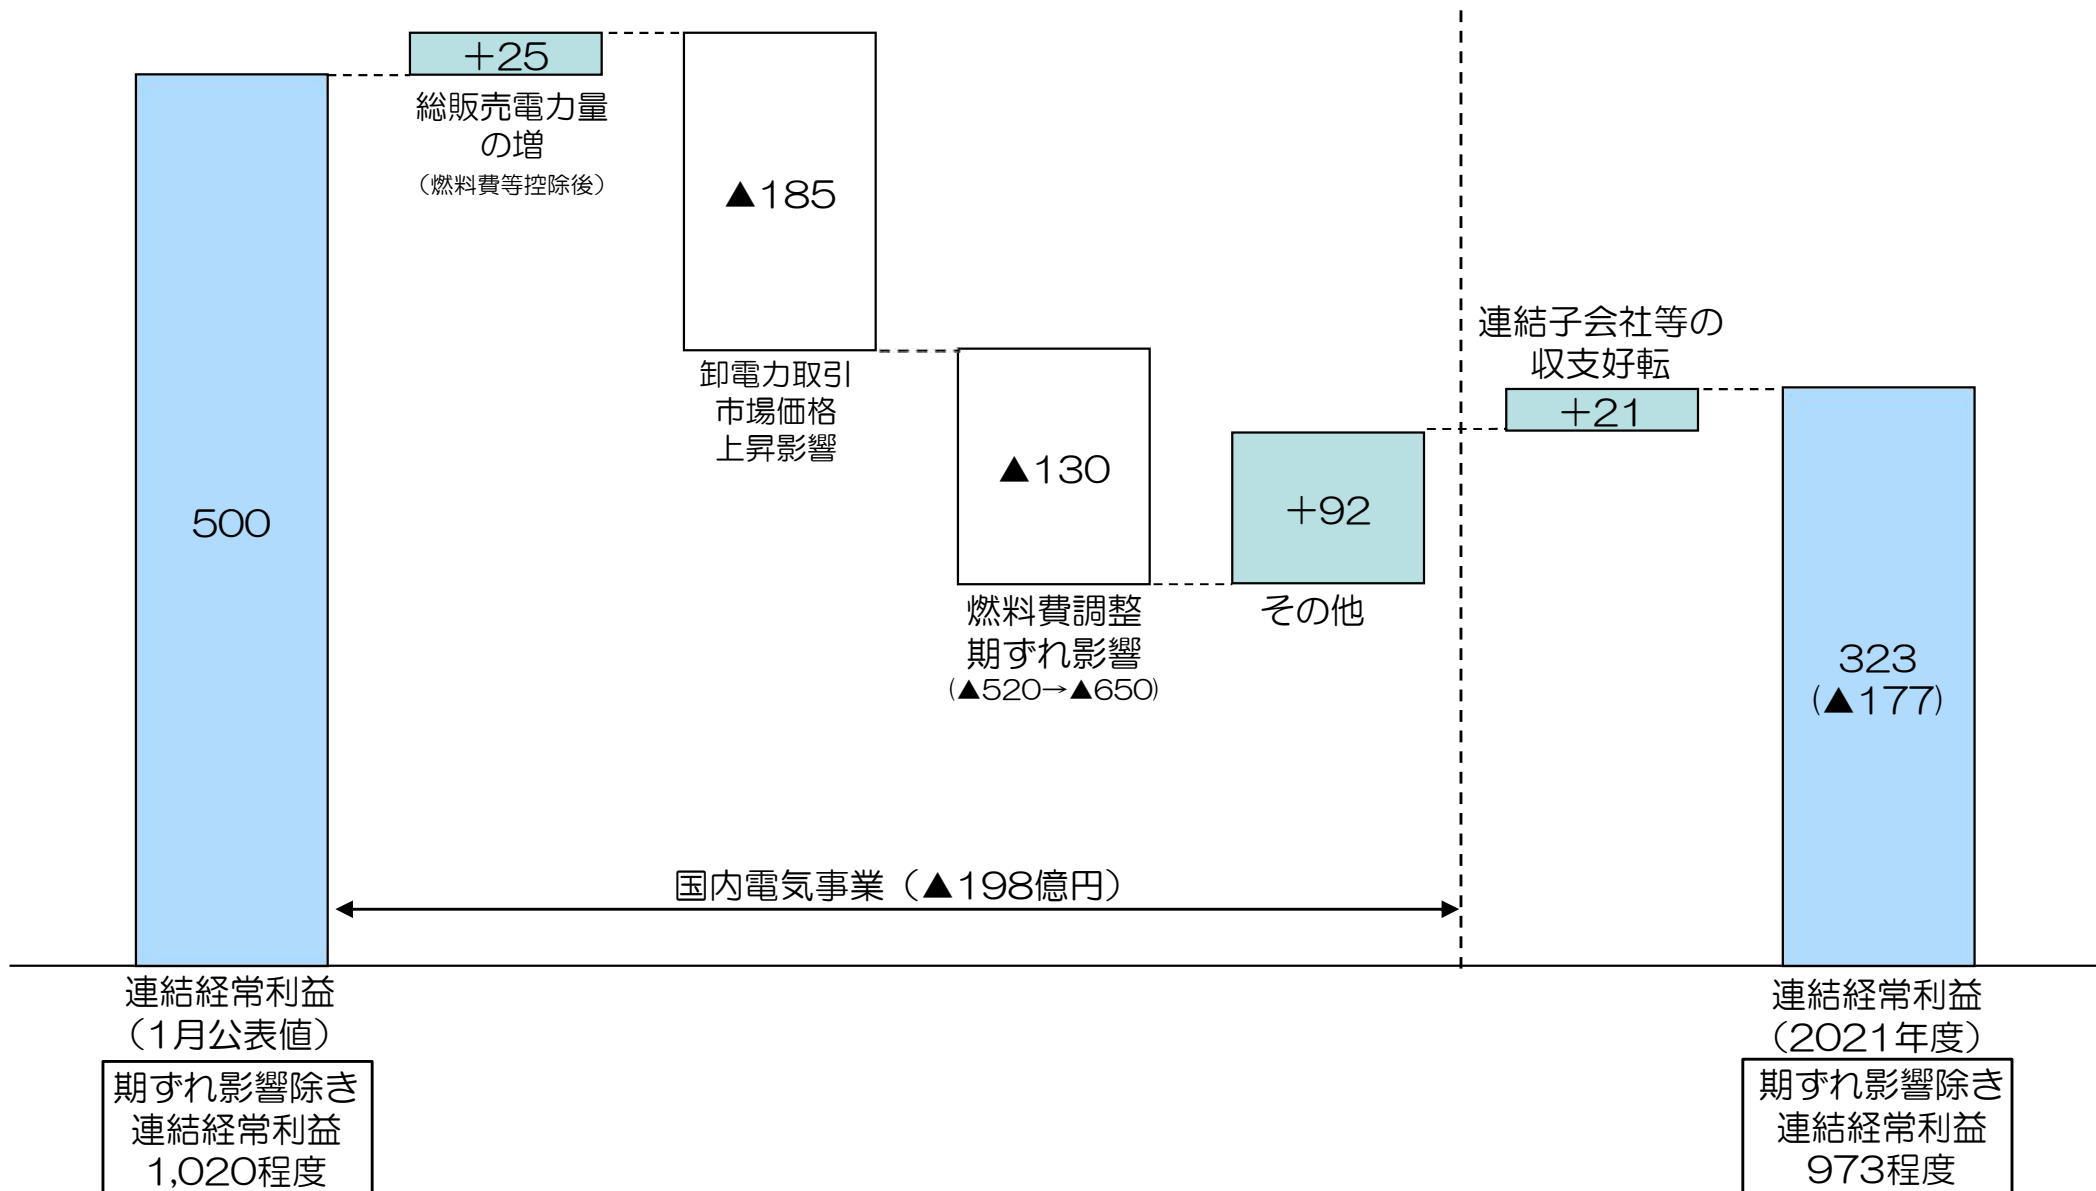 +25
総販売電力量
の増
（燃料費等控除後）
▲185
卸電力取引
市場価格
上昇影響
▲130
燃料費調整
期ずれ影響
(▲520→▲650)
+92
その他
連結子会社等の
収支好転
+21
500
323
(▲177)
国内電気事業（▲198億円）
連結経常利益
（1月公表値）
期ずれ影響除き
連結経常利益
1,020程度
連結経常利益
（2021年度）
期ずれ影響除き
連結経常利益
973程度